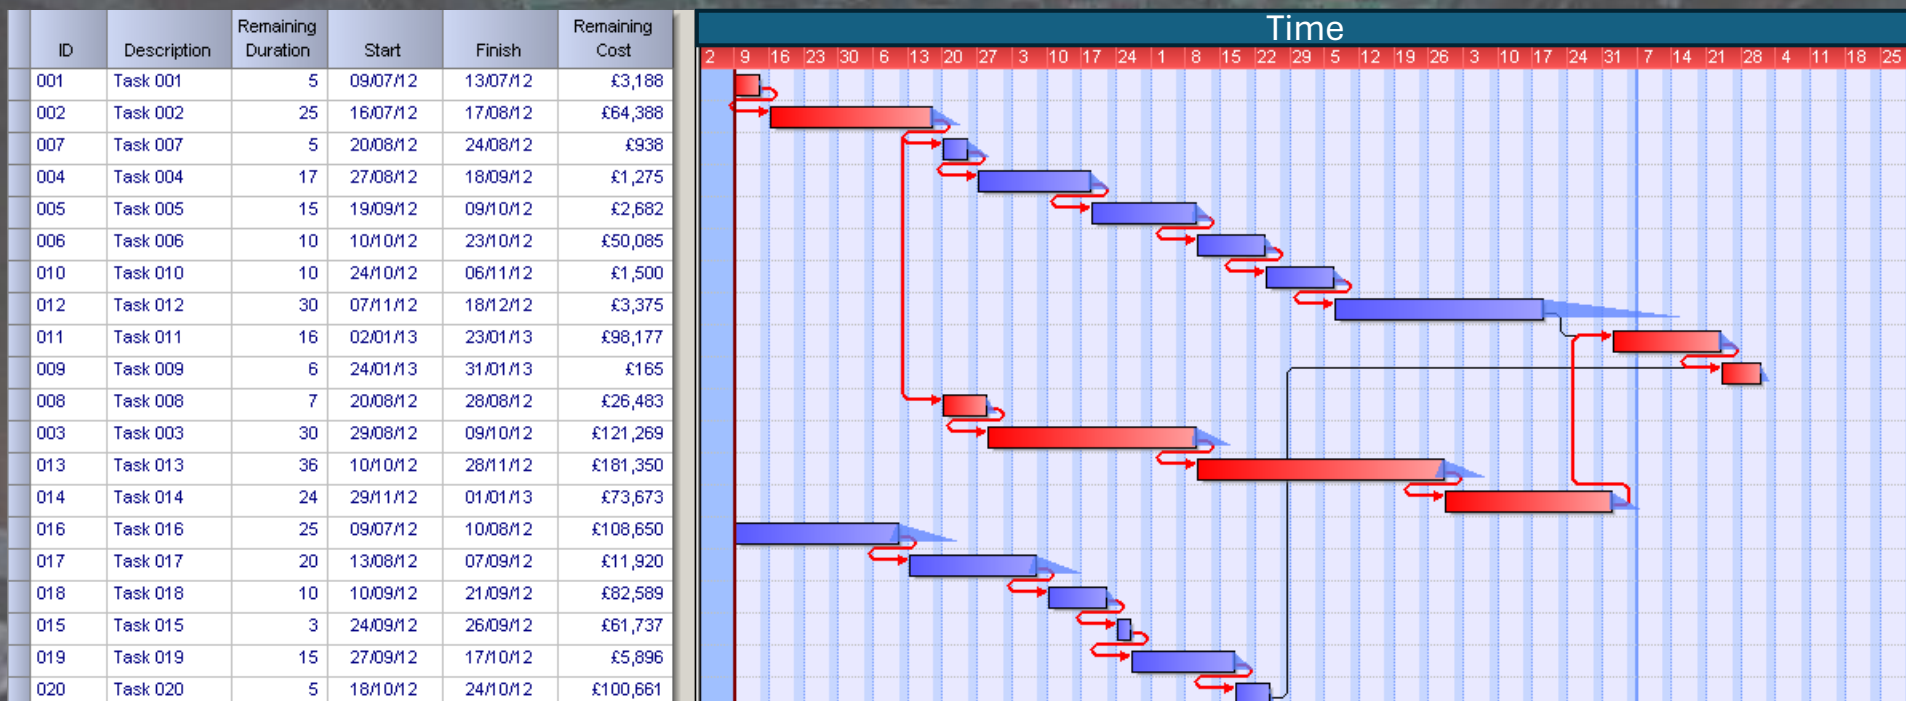 Time
Remaining Remaining
ID Description Duration Start Finish Cost
2 9 16 23 30 6 13 20 27 3 10 17 24 1 8 15 22 29 5 12 19 26 3 10 17 24 31 7 14 21 28 4 11 18 25
001 Task 001 5 09/07/12 13/07/12 £3,188
002 Task 002 25 16/07/12 17/08/12 £64,388
007 Task 007 5 20/08/12 24/08/12 £938
004 Task 004 17 27/08/12 18/09/12 £1,275
005 Task 005 15 19/09/12 09/10/12 £2,682
006 Task 006 10 10/10/12 23/10/12 £50,085
010 Task 010 10 24/10/12 06/11/12 £1,500
012 Task 012 30 07/11/12 18/12/12 £3,375
011 Task 011 16 02/01/13 23/01/13 £98,177
009 Task 009 6 24/01/13 31/01/13 £165
008 Task 008 7 20/08/12 28/08/12 £26,483
003 Task 003 30 29/08/12 09/10/12 £121,269
013 Task 013 36 10/10/12 28/11/12 £181,350
014 Task 014 24 29/11/12 01/01/13 £73,673
016 Task 016 25 09/07/12 10/08/12 £108,650
017 Task 017 20 13/08/12 07/09/12 £11,920
018 Task 018 10 10/09/12 21/09/12 £82,589
015 Task 015 3 24/09/12 26/09/12 £61,737
019 Task 019 15 27/09/12 17/10/12 £5,896
020 Task 020 5 18/10/12 24/10/12 £100,661